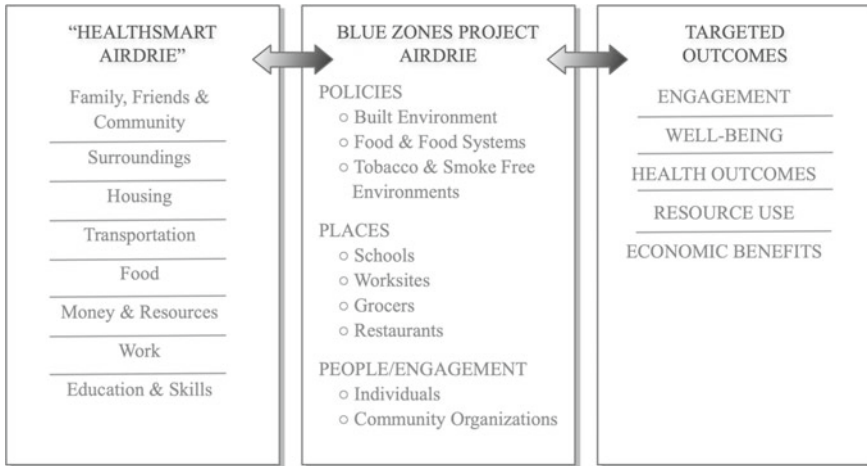 “HEALTHSMART
AIRDRIE”
Family, Friends &
Community
Surroundings
Housing
Transportation
Food
Money & Resources
Work
Education & Skills
BLUE ZONES PROJECT
AIRDRIE
POLICIES
○ Built Environment
○ Food & Food Systems
○ Tobacco & Smoke Free
Environments
PLACES
○ Schools
○ Worksites
○ Grocers
○ Restaurants
PEOPLE/ENGAGEMENT
○ Individuals
○ Community Organizations
TARGETED
OUTCOMES
ENGAGEMENT
WELL-BEING
HEALTH OUTCOMES
RESOURCE USE
ECONOMIC BENEFITS